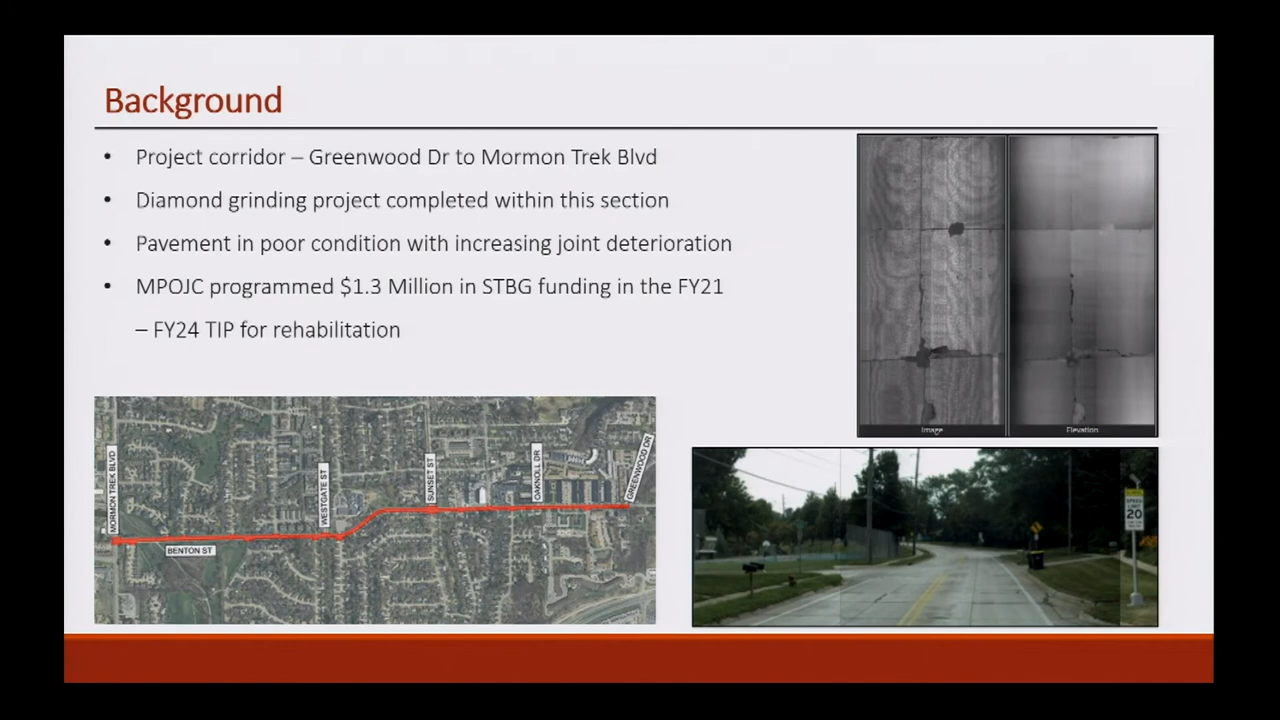 Background
• Project corridor – Greenwood Dr to Mormon Trek Blvd
• Diamond grinding project completed within this section
• Pavement in poor condition with increasing joint deterioration
• MPOJC programmed $1.3 Million in STBG funding in the FY21
– FY24 TIP for rehabilitation
Image
Elevation
MORMON TREK BLVD
WESTGATE ST
SUNSET ST
OAKNOLL DR
GREENWOOD DR
BENTON ST
SPEED
LIMIT
20